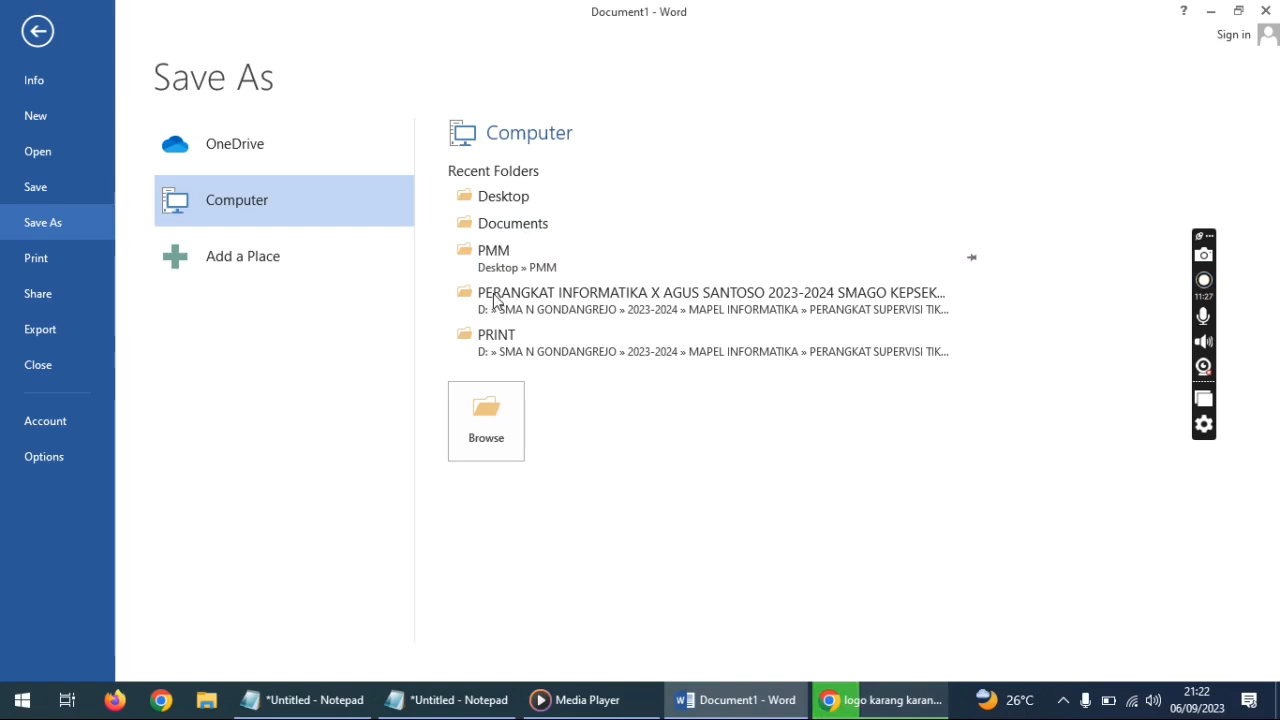 Document1 - Word
?
Sign in
Info
New
Open
Save
Save As
Print
Share
Export
Close
Account
Options
Save As
OneDrive
Computer
Add a Place
Computer
Recent Folders
Desktop
Documents
PMM
Desktop » PMM
PERANGKAT INFORMATIKA X AGUS SANTOSO 2023-2024 SMAGO KEPSEK...
D: » SMA N GONDANGREJO » 2023-2024 » MAPEL INFORMATIKA » PERANGKAT SUPERVISI TIK...
PRINT
D: » SMA N GONDANGREJO » 2023-2024 » MAPEL INFORMATIKA » PERANGKAT SUPERVISI TIK...
Browse
11:27
*Untitled - Notepad
*Untitled - Notepad
Media Player
Document1 - Word
logo karang karan...
26°C
21:22
06/09/2023